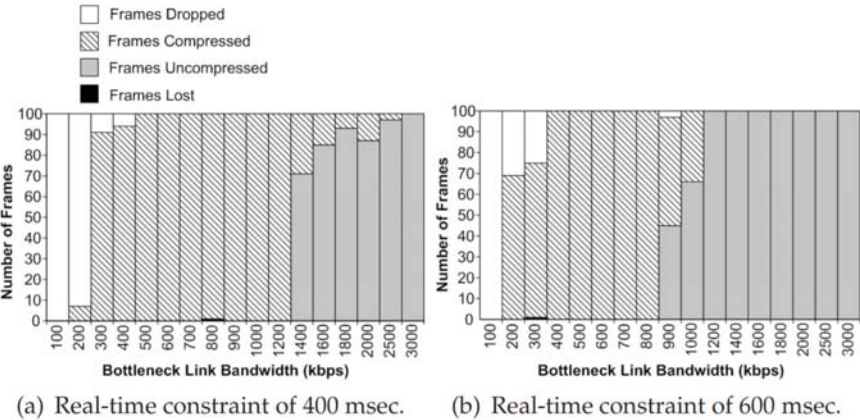 Frames Dropped
Frames Compressed
Frames Uncompressed
Frames Lost
Number of Frames
100
90
80
70
60
50
40
30
20
10
0
100 200 300 400 500 600 700 800 900 1000 1200 1400 1600 1800 2000 2500 3000
Bottleneck Link Bandwidth (kbps)
(a) Real-time constraint of 400 msec.
Number of Frames
100
90
80
70
60
50
40
30
20
10
0
100 200 300 400 500 600 700 800 900 1000 1200 1400 1600 1800 2000 2500 3000
Bottleneck Link Bandwidth (kbps)
(b) Real-time constraint of 600 msec.